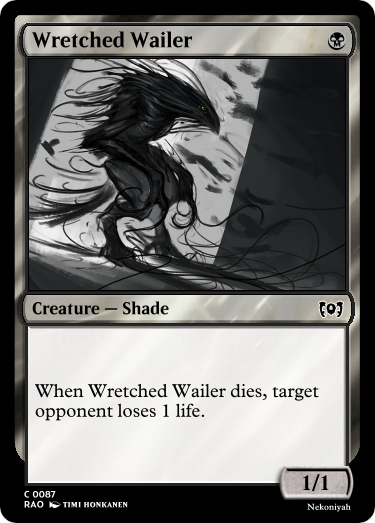 Wretched Wailer
Creature — Shade
When Wretched Wailer dies, target
opponent loses 1 life.
1/1
C 0087
RAO TIMI HONKANEN
Nekoniyah